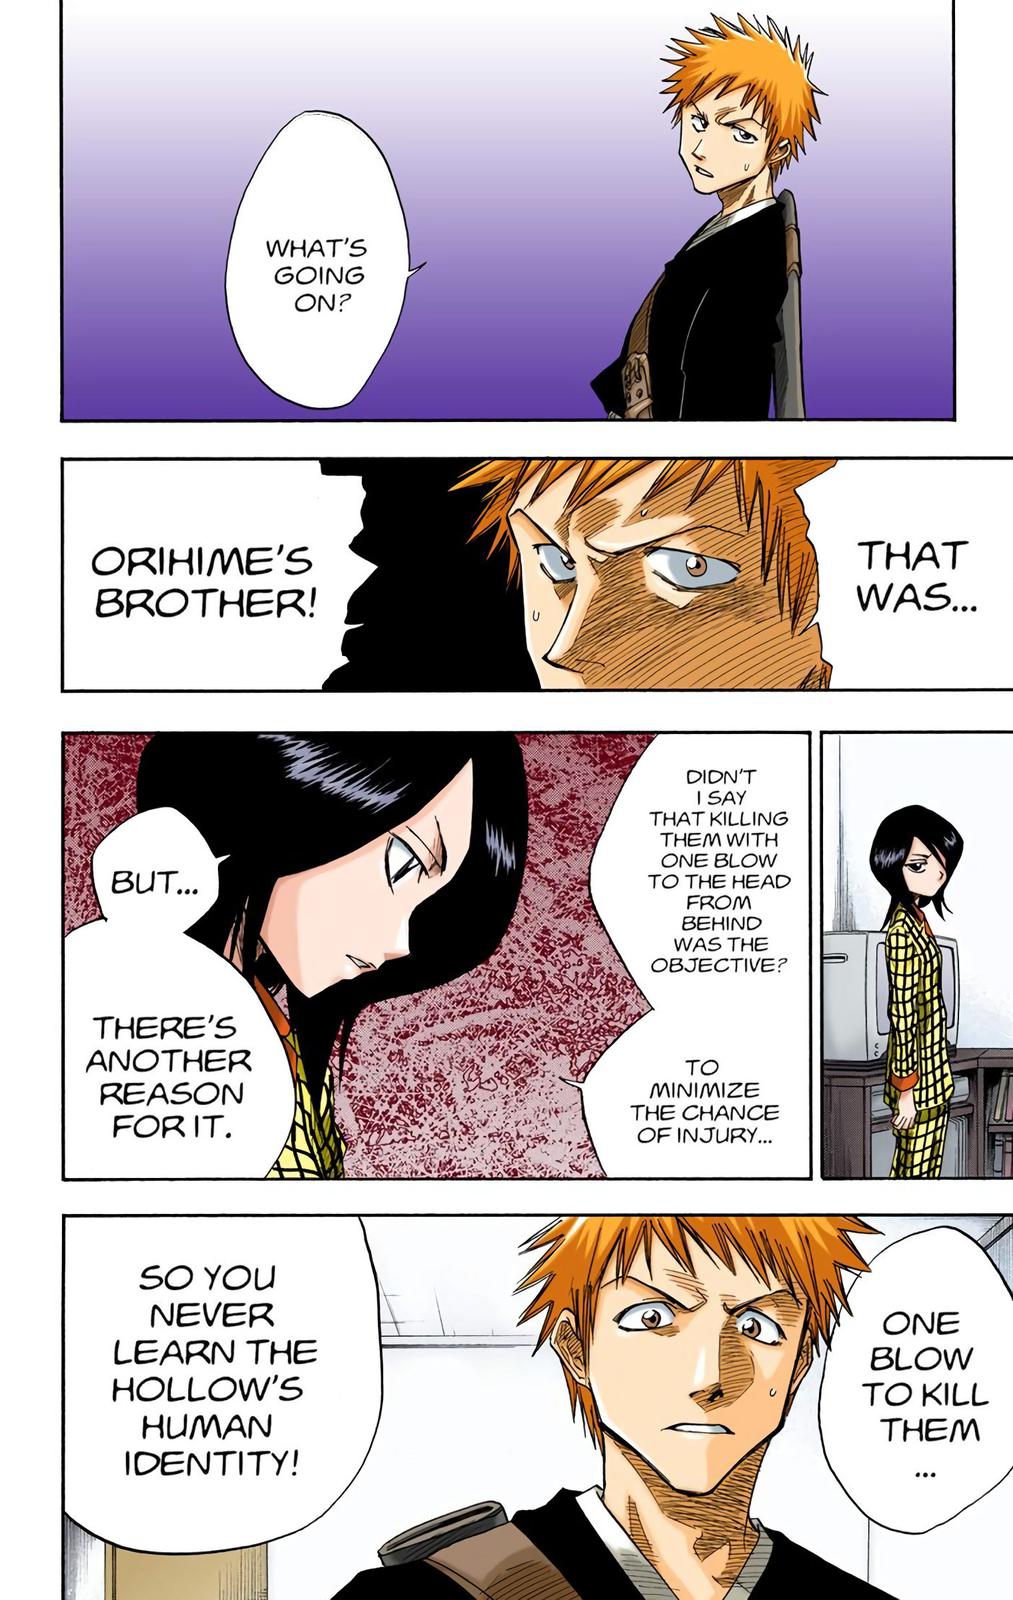 WHAT'S
GOING
ON?
THAT
WAS...
ORIHIME'S
BROTHER!
DIDN'T
I SAY
THAT KILLING
THEM WITH
ONE BLOW
TO THE HEAD
FROM
BEHIND
WAS THE
OBJECTIVE?
TO
MINIMIZE
THE CHANCE
OF INJURY...
BUT...
THERE'S
ANOTHER
REASON
FOR IT.
ONE
BLOW
TO KILL
THEM
...
SO YOU
NEVER
LEARN THE
HOLLOW'S
HUMAN
IDENTITY!